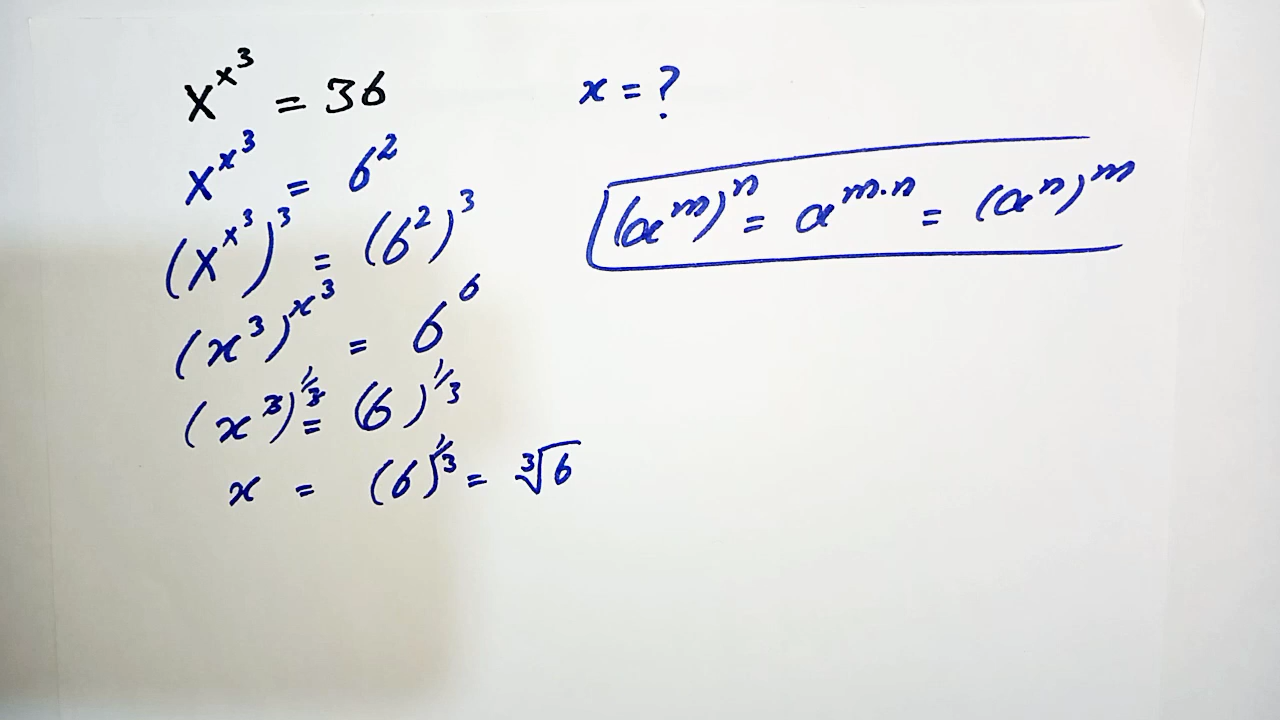 x^{x^3} = 36    x = ?
x^{x^3} = 6^2
(a^m)^n = a^{m·n} = (a^n)^m
(x^{x^3})^3 = (6^2)^3
(x^3)^{x^3} = 6^6
(x^3)^{1/3} = (6)^{1/3}
x = (6)^{1/3} = ∛6